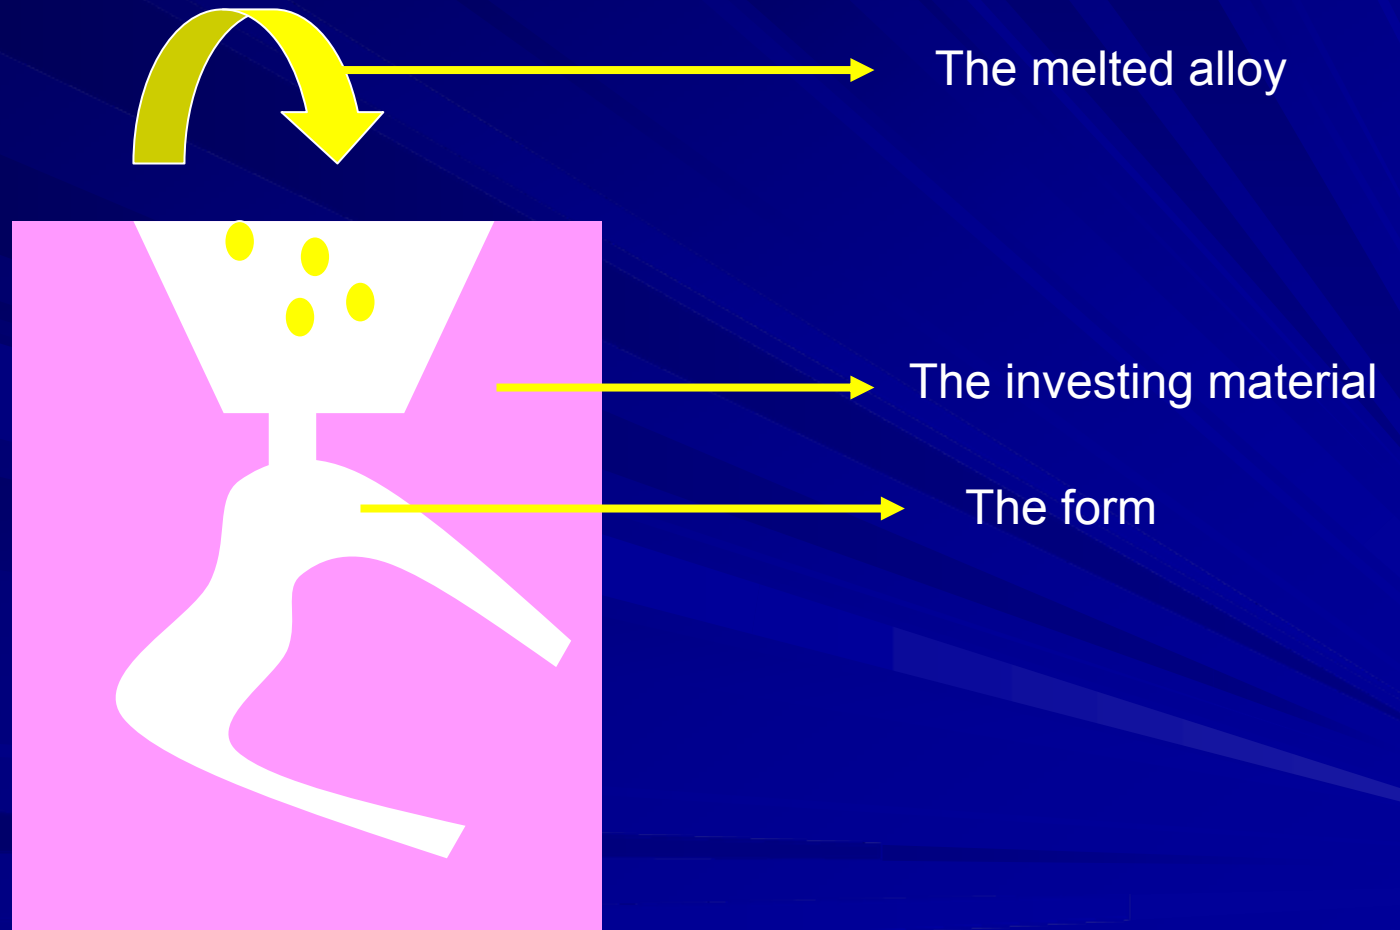 The melted alloy
The investing material
The form